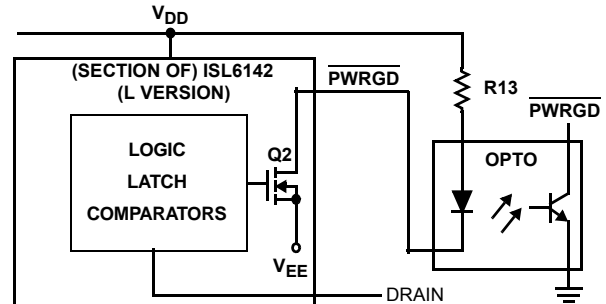 VDD
(SECTION OF) ISL6142
(L VERSION)
PWRGD
R13
PWRGD
LOGIC
LATCH
COMPARATORS
Q2
OPTO
VEE
DRAIN